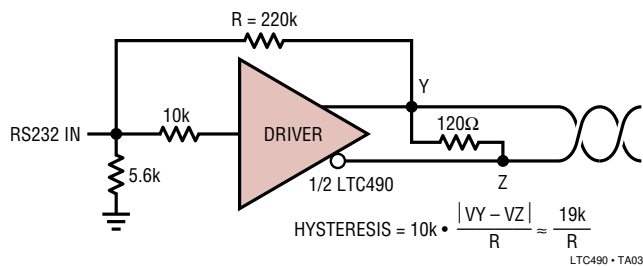 R = 220k
Y
RS232 IN
10k
DRIVER
120Ω
5.6k
1/2 LTC490
Z
HYSTERESIS = 10k • |VY – VZ| / R ≈ 19k / R
LTC490 • TA03